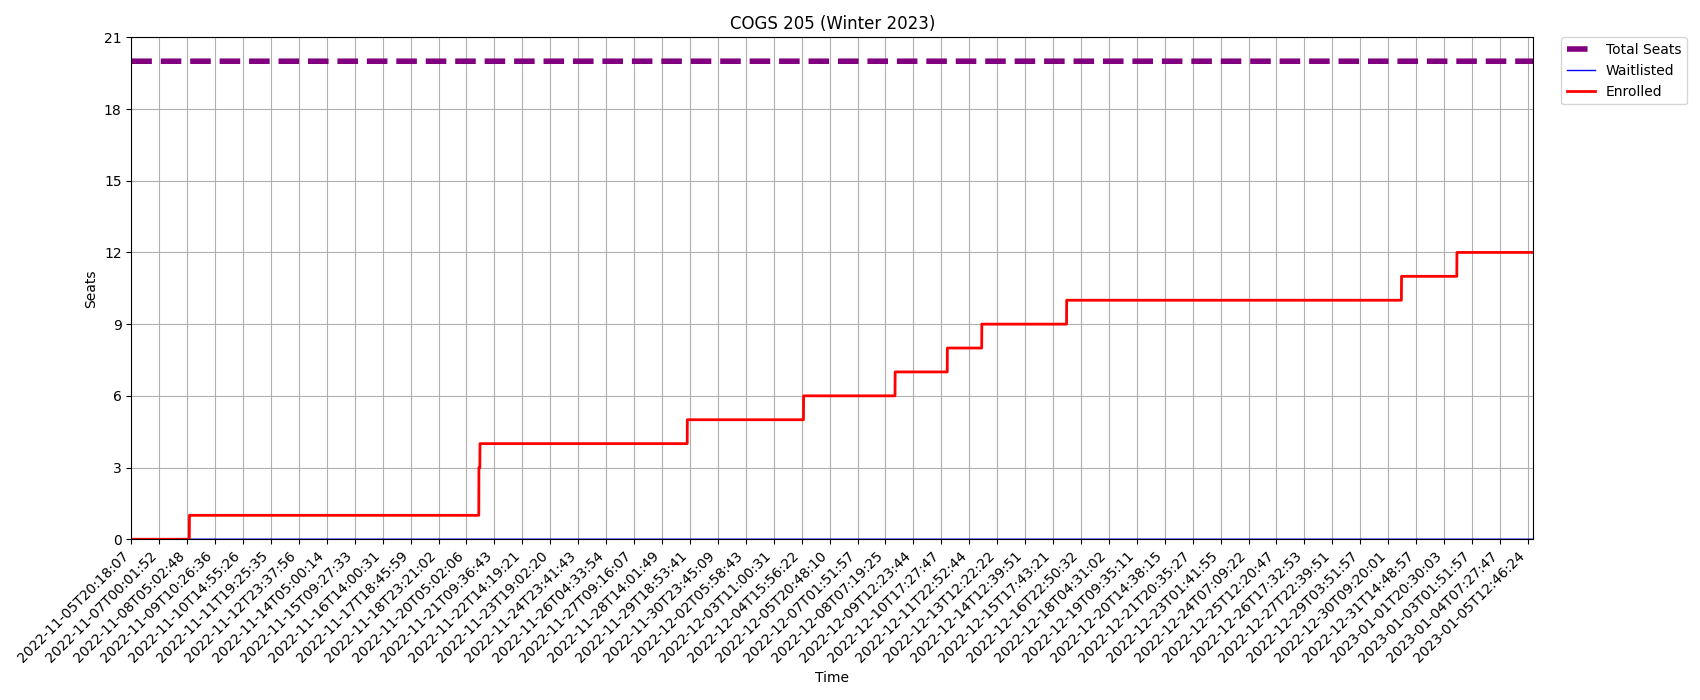 COGS 205 (Winter 2023)
Total Seats
Waitlisted
Enrolled
Seats
21
18
15
12
9
6
3
0
2022-11-05T20:18:07
2022-11-07T00:01:52
2022-11-08T05:02:48
2022-11-09T10:26:36
2022-11-10T14:55:26
2022-11-11T19:25:35
2022-11-12T23:37:56
2022-11-14T05:00:14
2022-11-15T09:27:33
2022-11-16T14:00:31
2022-11-17T18:45:59
2022-11-18T23:21:02
2022-11-20T05:02:06
2022-11-21T09:36:43
2022-11-22T14:19:21
2022-11-23T19:02:20
2022-11-24T23:41:43
2022-11-26T04:33:54
2022-11-27T09:16:07
2022-11-28T14:01:49
2022-11-29T18:53:41
2022-11-30T23:45:09
2022-12-02T05:58:43
2022-12-03T11:00:31
2022-12-04T15:56:22
2022-12-05T20:48:10
2022-12-07T01:51:57
2022-12-08T07:19:25
2022-12-09T12:23:44
2022-12-10T17:27:47
2022-12-11T22:52:44
2022-12-13T12:22:22
2022-12-14T12:39:51
2022-12-15T17:43:21
2022-12-16T22:50:32
2022-12-18T04:31:02
2022-12-19T09:35:11
2022-12-20T14:38:15
2022-12-21T20:35:27
2022-12-23T01:41:55
2022-12-24T07:09:22
2022-12-25T12:20:47
2022-12-26T17:32:53
2022-12-27T22:39:51
2022-12-29T03:51:57
2022-12-30T09:20:01
2022-12-31T14:48:57
2023-01-01T20:30:03
2023-01-03T01:51:57
2023-01-04T07:27:47
2023-01-05T12:46:24
Time